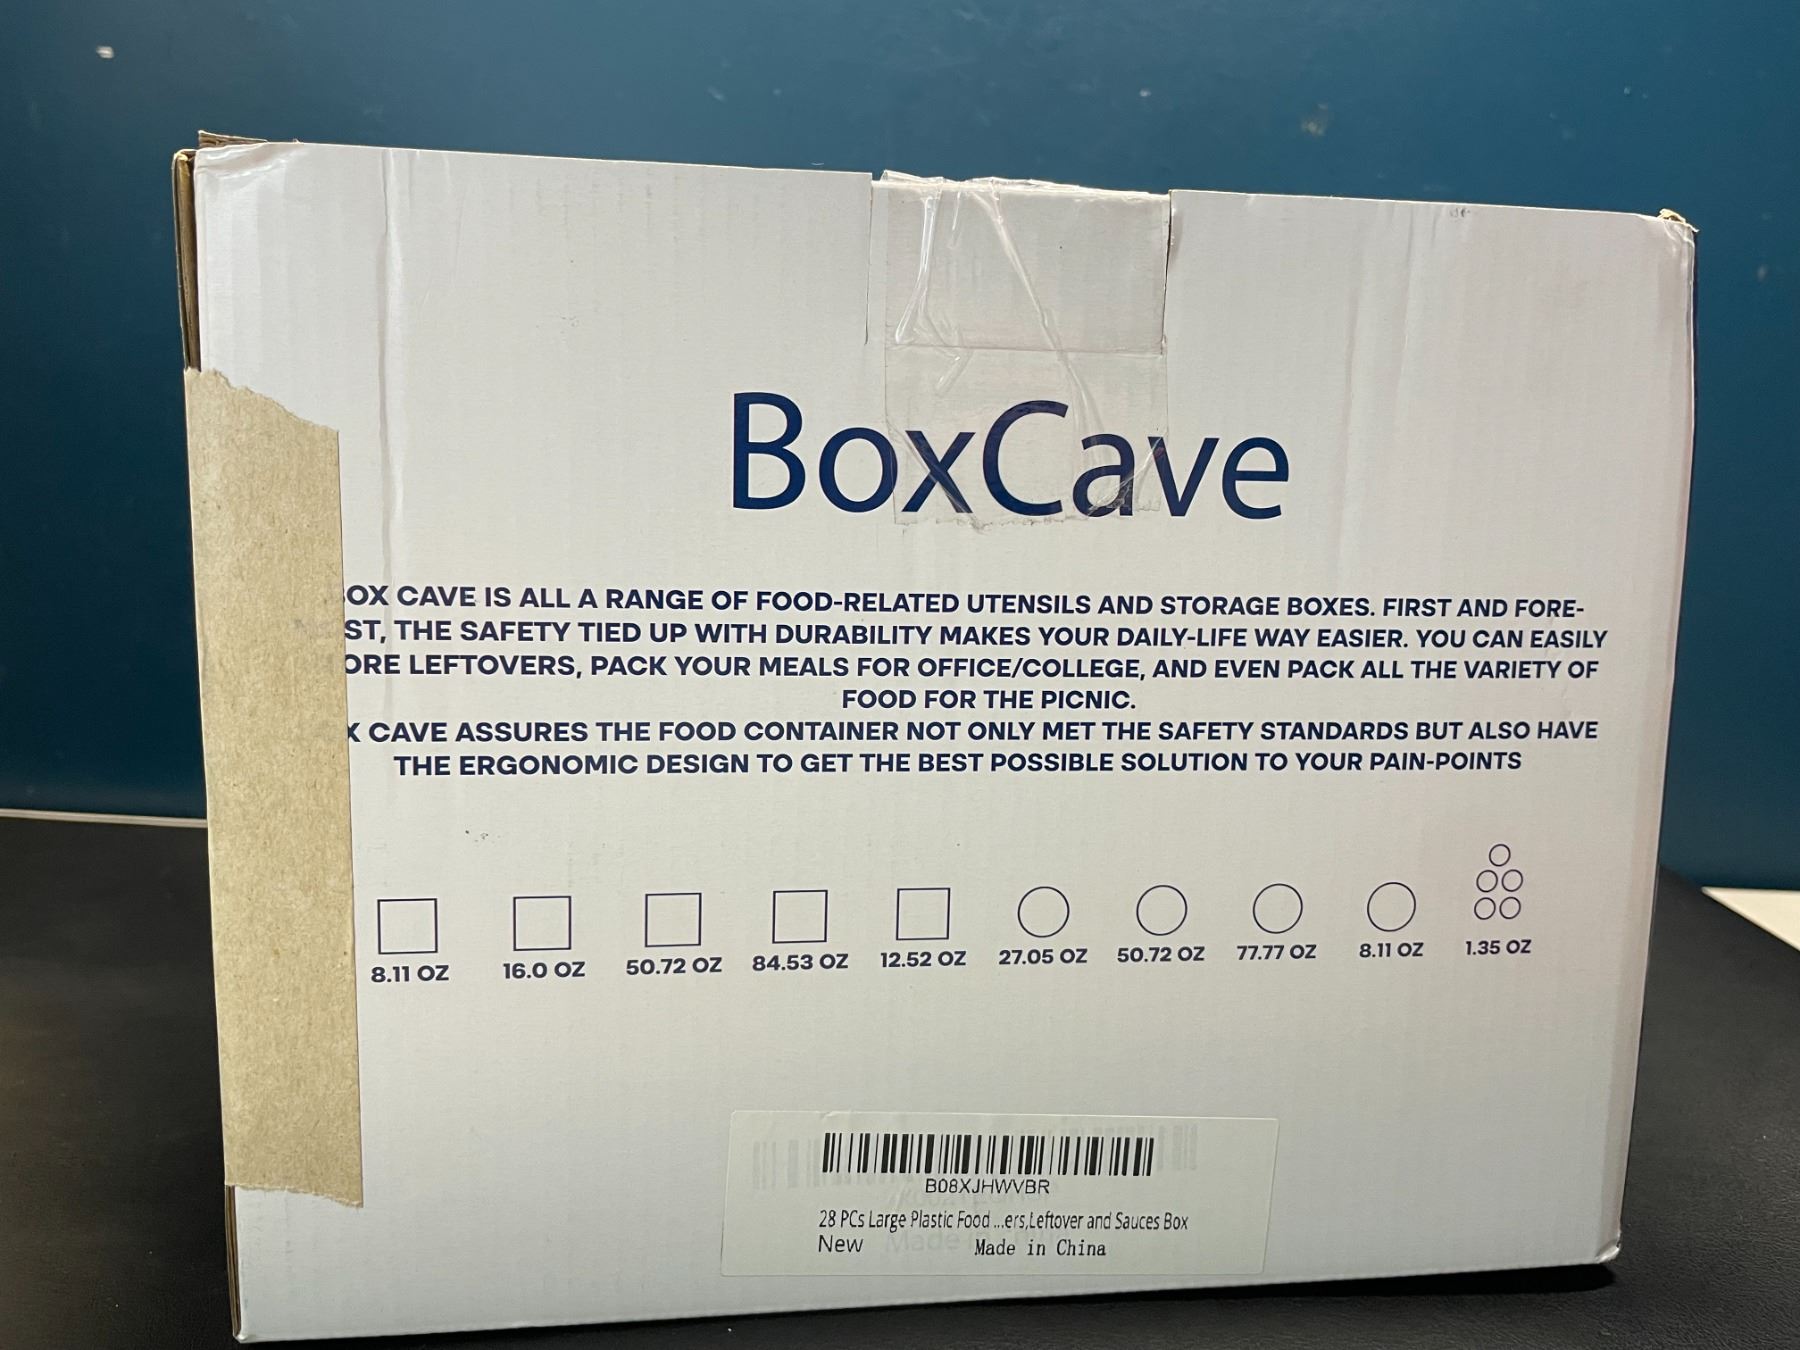 BoxCave
OX CAVE IS ALL A RANGE OF FOOD-RELATED UTENSILS AND STORAGE BOXES. FIRST AND FORE-
ST, THE SAFETY TIED UP WITH DURABILITY MAKES YOUR DAILY-LIFE WAY EASIER. YOU CAN EASILY
ORE LEFTOVERS, PACK YOUR MEALS FOR OFFICE/COLLEGE, AND EVEN PACK ALL THE VARIETY OF
FOOD FOR THE PICNIC.
X CAVE ASSURES THE FOOD CONTAINER NOT ONLY MET THE SAFETY STANDARDS BUT ALSO HAVE
THE ERGONOMIC DESIGN TO GET THE BEST POSSIBLE SOLUTION TO YOUR PAIN-POINTS
8.11 OZ 16.0 OZ 50.72 OZ 84.53 OZ 12.52 OZ 27.05 OZ 50.72 OZ 77.77 OZ 8.11 OZ 1.35 OZ
B08XJHWVBR
28 PCs Large Plastic Food ...ers,Leftover and Sauces Box
New Made in China